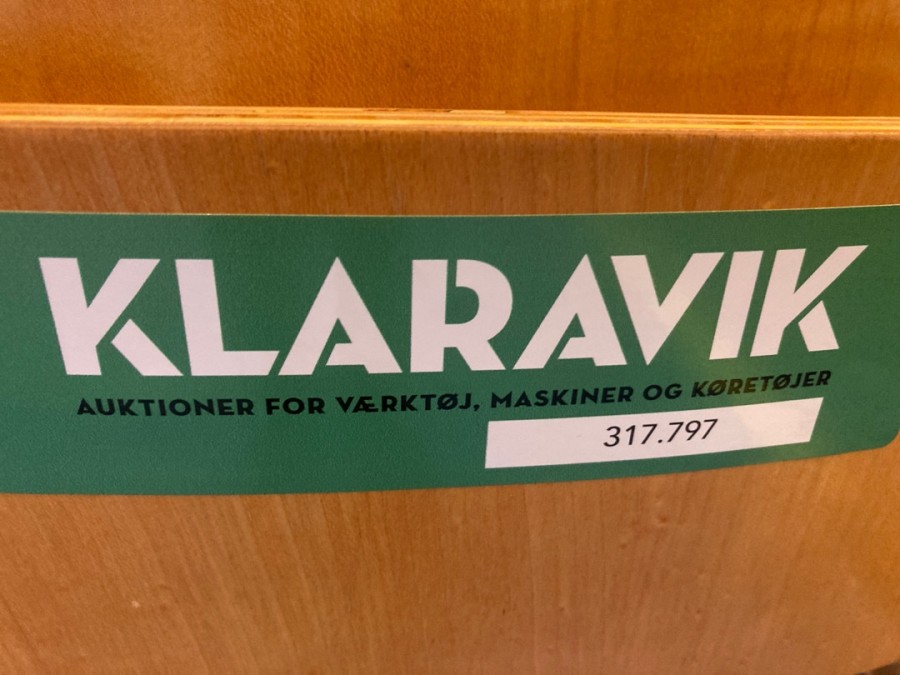 KLARAVIK
AUKTIONER FOR VÆRKTØJ, MASKINER OG KØRETØJER
317.797